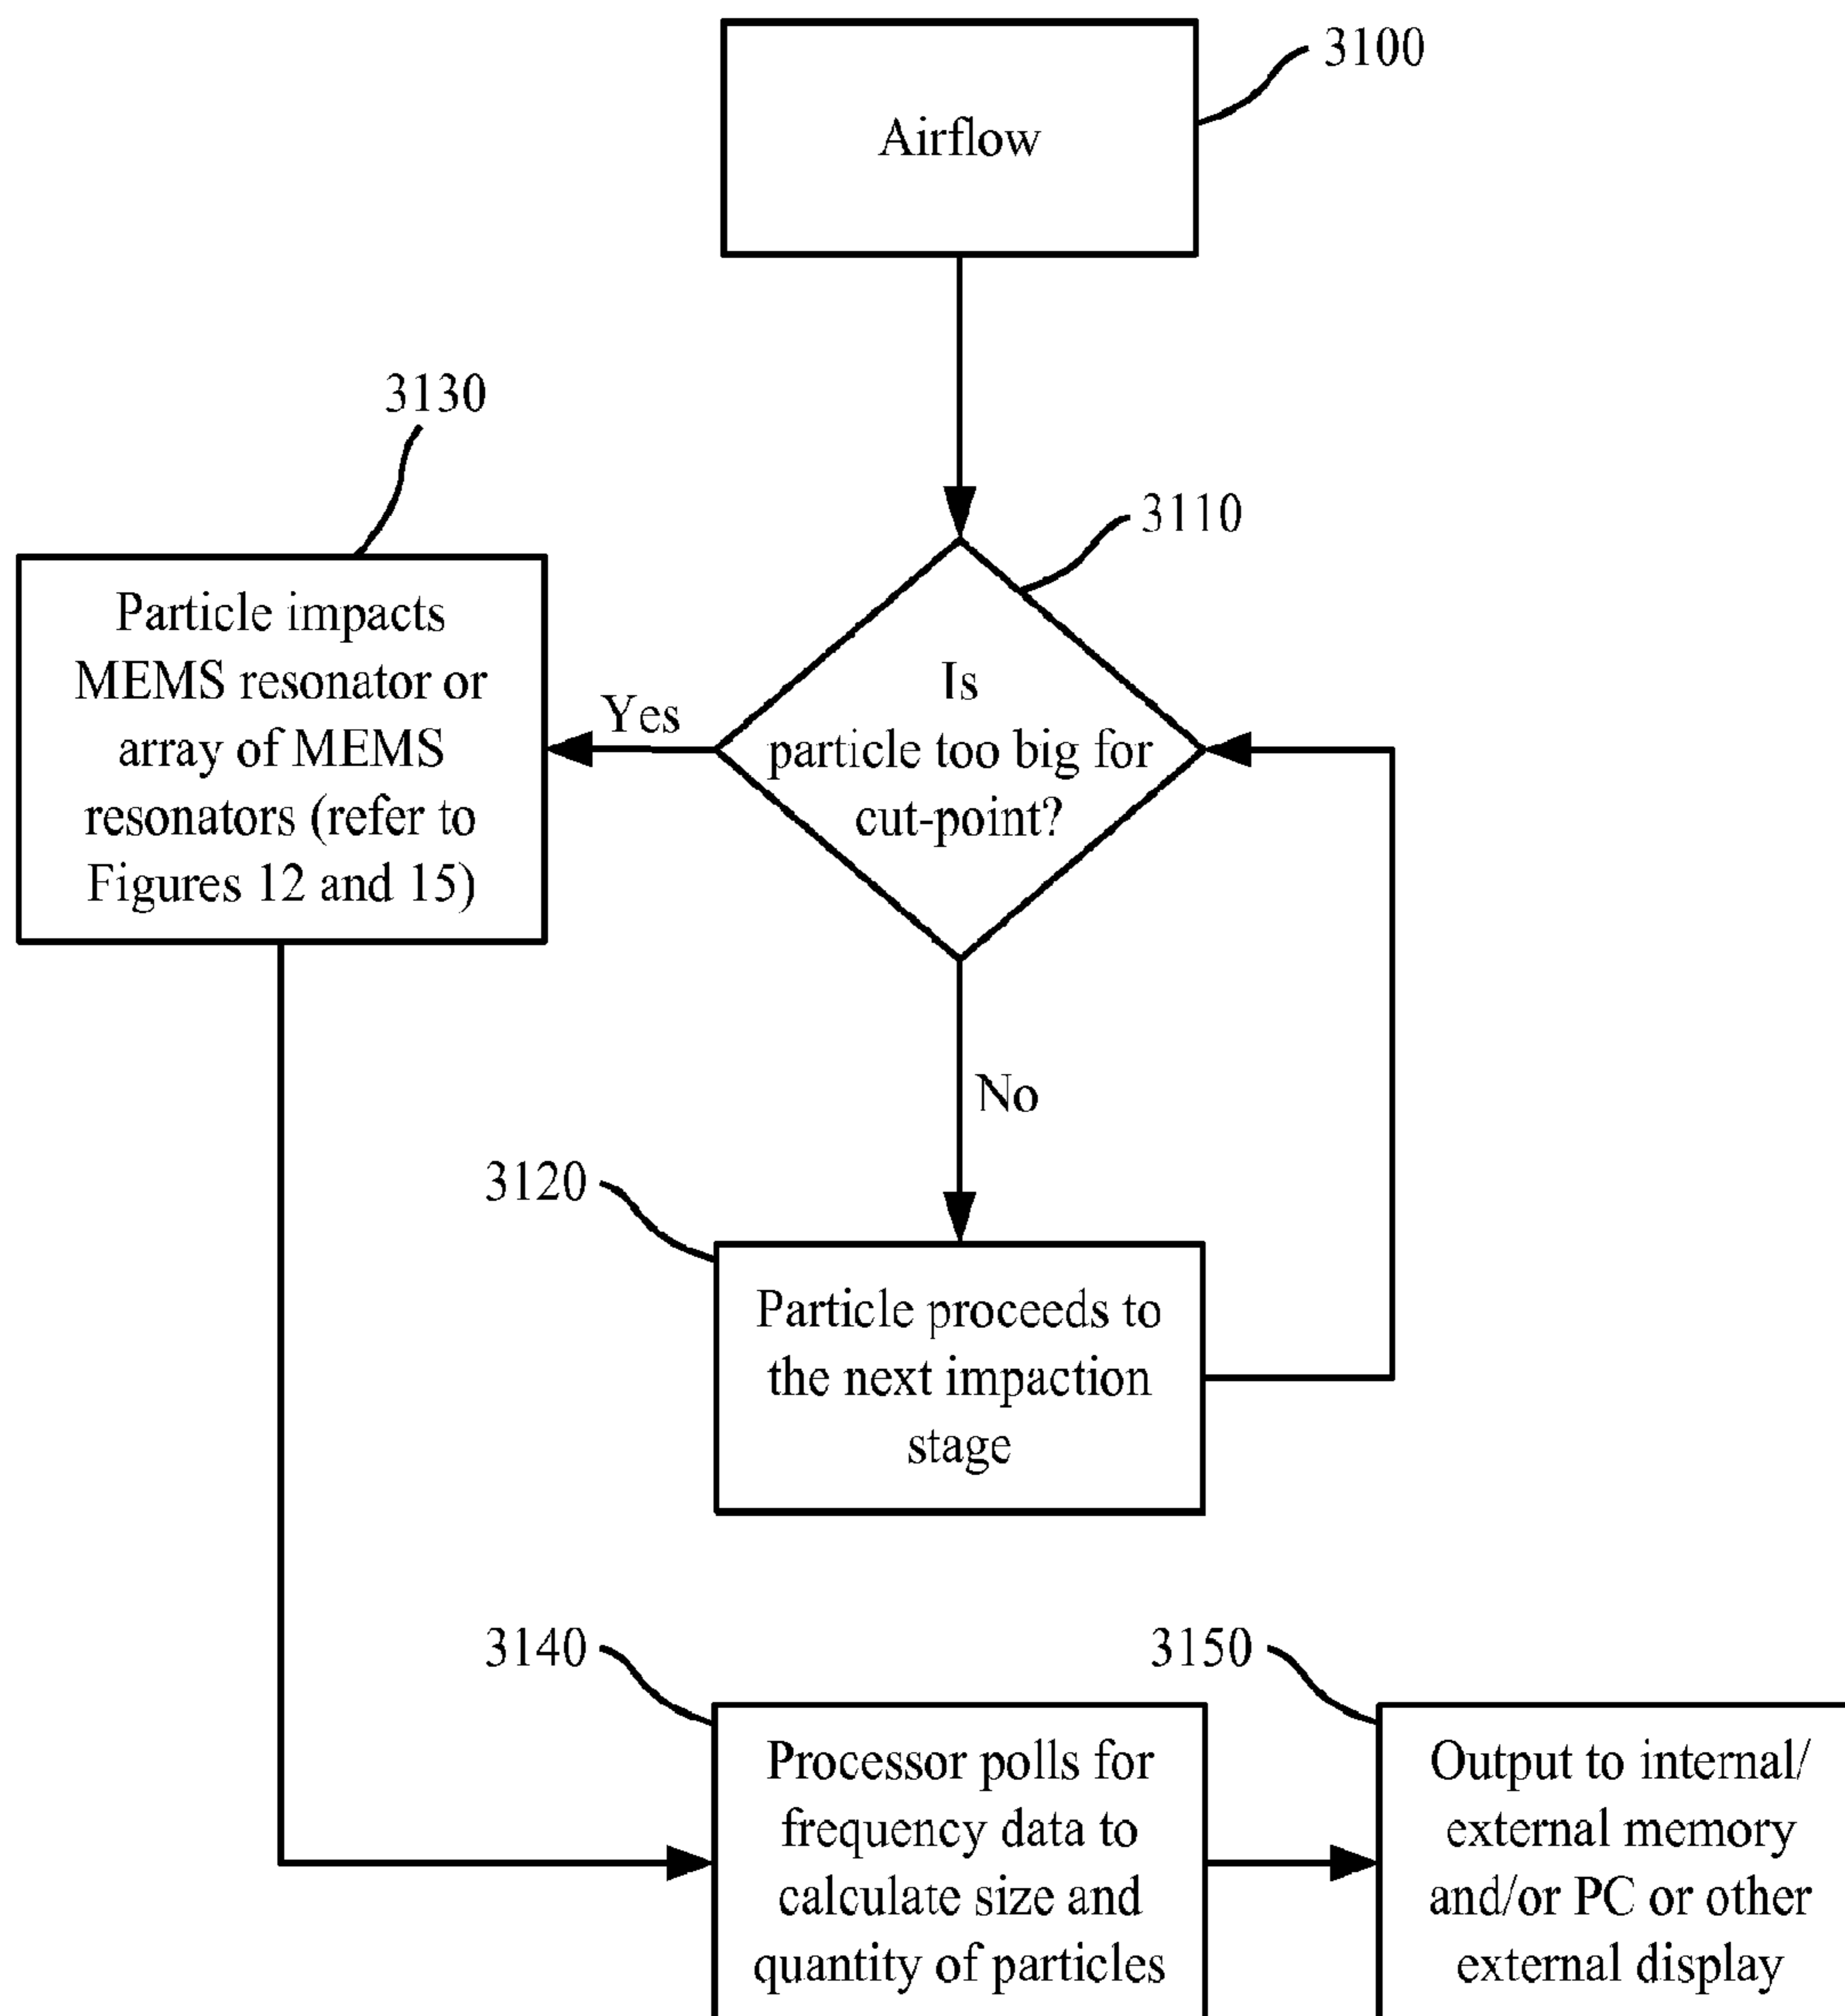 3100
Airflow
3130
3110
Particle impacts
MEMS resonator or
array of MEMS
resonators (refer to
Figures 12 and 15)
Yes
Is
particle too big for
cut-point?
No
3120
Particle proceeds to
the next impaction
stage
3140
3150
Processor polls for
frequency data to
calculate size and
quantity of particles
Output to internal/
external memory
and/or PC or other
external display